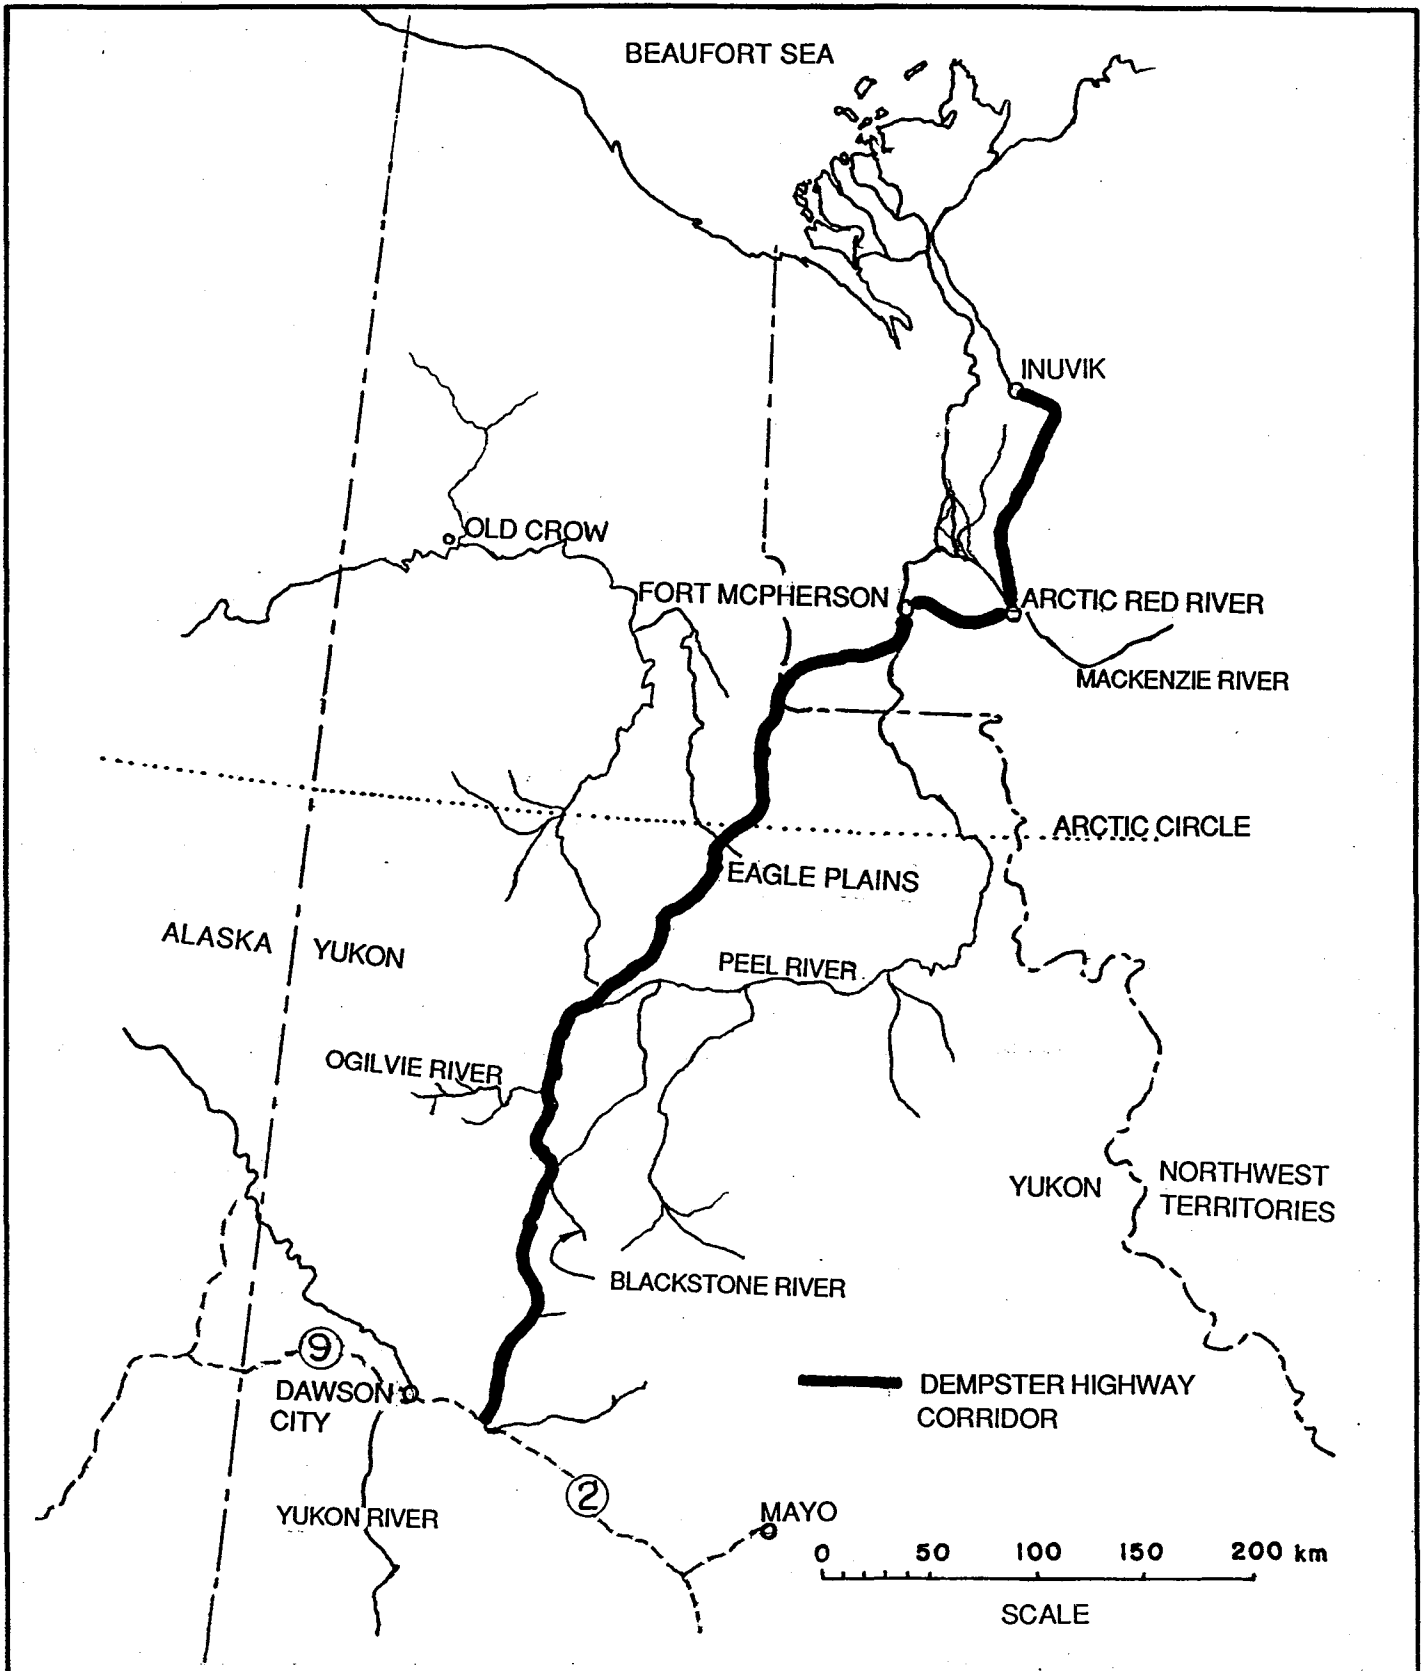 BEAUFORT SEA
INUVIK
OLD CROW
FORT MCPHERSON
ARCTIC RED RIVER
MACKENZIE RIVER
ARCTIC CIRCLE
EAGLE PLAINS
ALASKA
YUKON
PEEL RIVER
OGILVIE RIVER
YUKON
NORTHWEST
TERRITORIES
BLACKSTONE RIVER
9
DAWSON
CITY
DEMPSTER HIGHWAY
CORRIDOR
2
YUKON RIVER
MAYO
0 50 100 150 200 km
SCALE